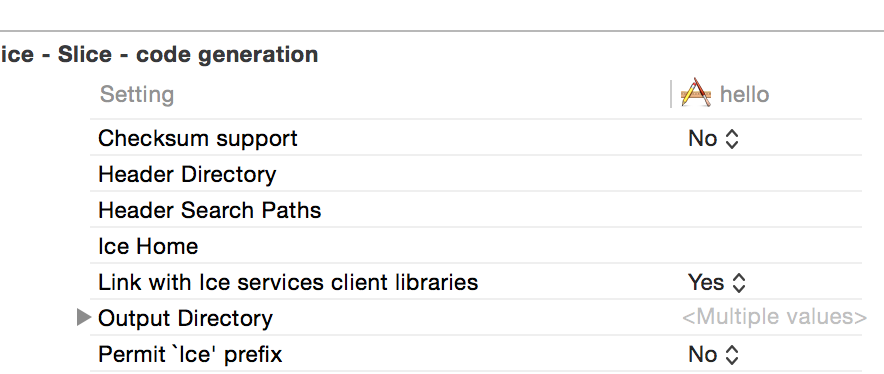 ice - Slice - code generation
Setting hello
Checksum support No
Header Directory
Header Search Paths
Ice Home
Link with Ice services client libraries Yes
Output Directory <Multiple values>
Permit `Ice' prefix No